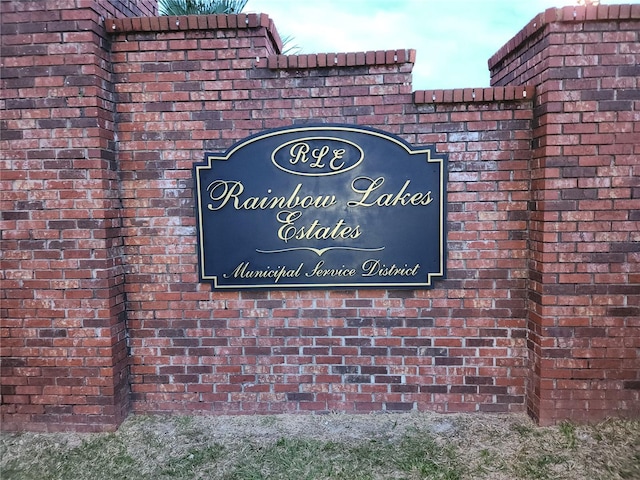 RLE
Rainbow Lakes
Estates
Municipal Service District